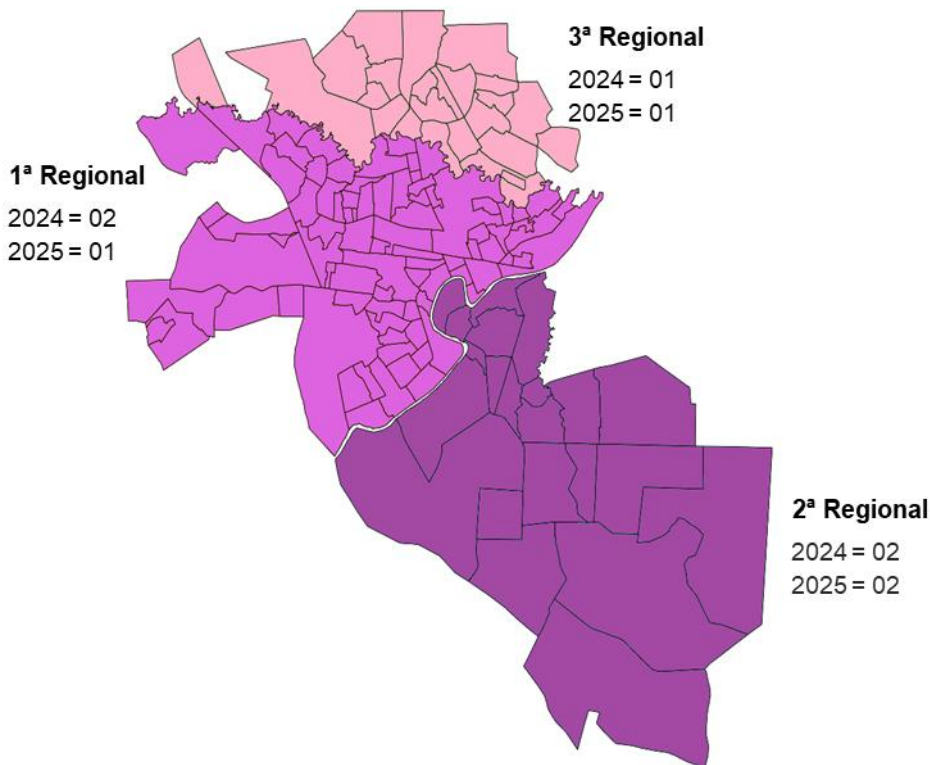 3ª Regional
2024 = 01
2025 = 01
1ª Regional
2024 = 02
2025 = 01
2ª Regional
2024 = 02
2025 = 02